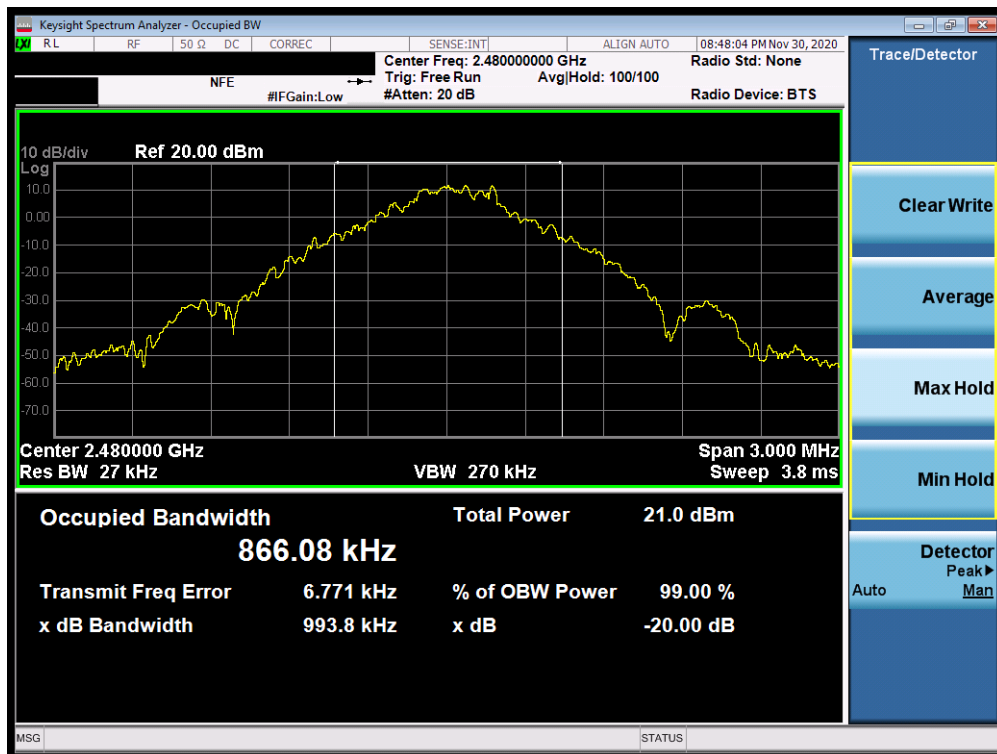 Keysight Spectrum Analyzer - Occupied BW
LXI RL RF 50 Ω DC CORREC SENSE:INT ALIGN AUTO 08:48:04 PM Nov 30, 2020
Center Freq: 2.480000000 GHz Radio Std: None
NFE Trig: Free Run Avg|Hold: 100/100
#IFGain:Low #Atten: 20 dB Radio Device: BTS
10 dB/div Ref 20.00 dBm
Log
10.0
0.00
-10.0
-20.0
-30.0
-40.0
-50.0
-60.0
-70.0
Center 2.480000 GHz Span 3.000 MHz
Res BW 27 kHz VBW 270 kHz Sweep 3.8 ms
Occupied Bandwidth Total Power 21.0 dBm
866.08 kHz
Transmit Freq Error 6.771 kHz % of OBW Power 99.00 %
x dB Bandwidth 993.8 kHz x dB -20.00 dB
MSG STATUS
Trace/Detector
Clear Write
Average
Max Hold
Min Hold
Detector
Peak▶
Auto Man